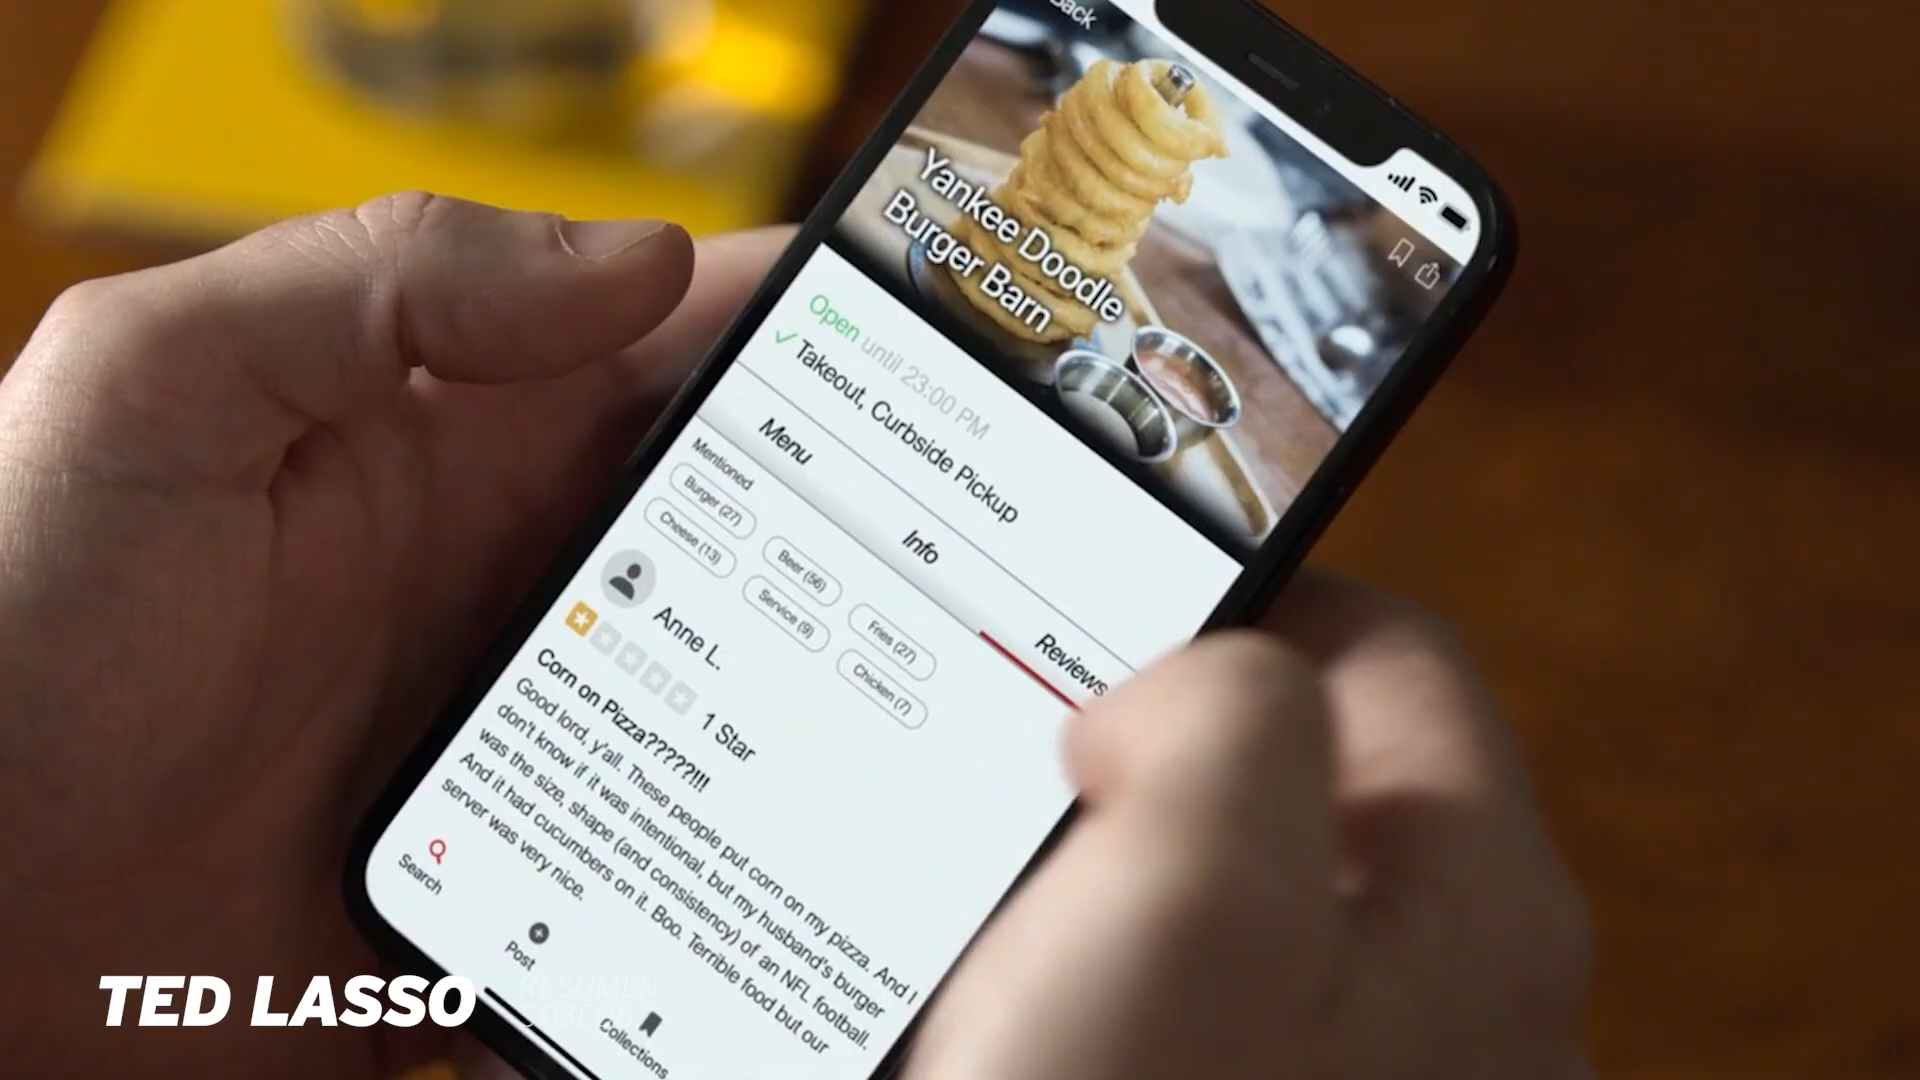 Back
Yankee Doodle
Burger Barn
Open until 23:00 PM
Takeout, Curbside Pickup
Menu
Info
Reviews
Mentioned
Burger (27)
Beer (56)
Fries (27)
Cheese (13)
Service (9)
Chicken (7)
Anne L.
1 Star
Corn on Pizza?????!!!
Good lord, y'all. These people put corn on my pizza. And I
don't know if it was intentional, but my husband's burger
was the size, shape (and consistency) of an NFL football.
And it had cucumbers on it. Boo. Terrible food but our
server was very nice.
Search
Post
Collections
TED LASSO
RESUMEN
S03E06